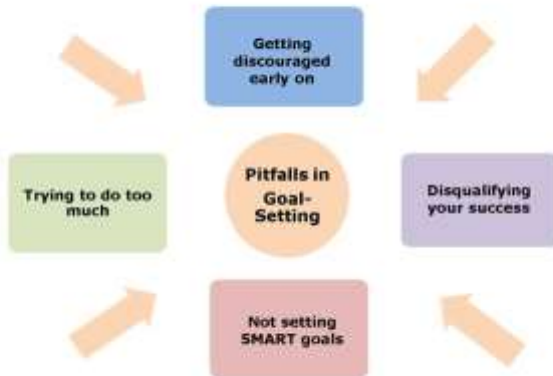 Getting
discouraged
early on
Trying to do too
much
Pitfalls in
Goal-
Setting
Disqualifying
your success
Not setting
SMART goals